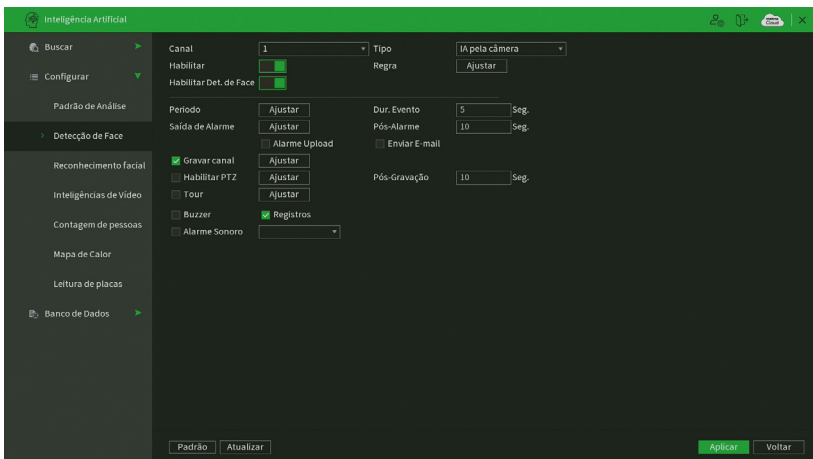 Inteligência Artificial
Buscar
Configurar
Padrão de Análise
Detecção de Face
Reconhecimento facial
Inteligências de Vídeo
Contagem de pessoas
Mapa de Calor
Leitura de placas
Banco de Dados
Canal 1 Tipo IA pela câmera
Habilitar Regra Ajustar
Habilitar Det. de Face
Período Ajustar Dur. Evento 5 Seg.
Saída de Alarme Ajustar Pós-Alarme 10 Seg.
Alarme Upload Enviar E-mail
Gravar canal Ajustar
Habilitar PTZ Ajustar Pós-Gravação 10 Seg.
Tour Ajustar
Buzzer Registros
Alarme Sonoro
Padrão Atualizar Aplicar Voltar